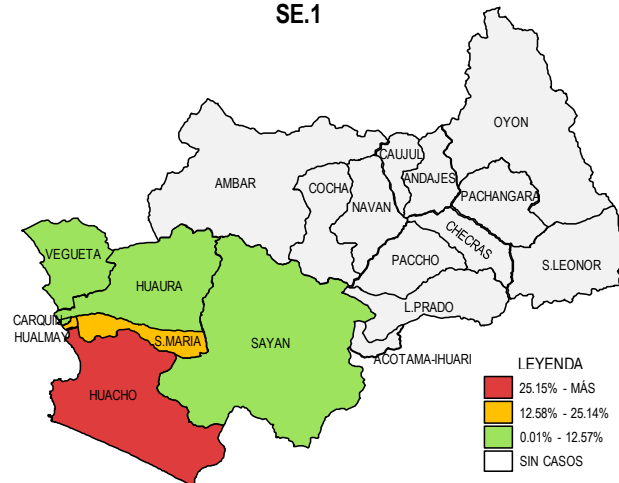 SE.1
OYON
CAUJUL
ANDAJES
AMBAR
COCHA
PACHANGARA
NAVAN
CHECRAS
VEGUETA
PACCHO
S.LEONOR
HUAURA
L.PRADO
CARQUIN
HUALMAY
S.MARIA
SAYAN
ACOTAMA-IHUARI
HUACHO
LEYENDA
25.15% - MÁS
12.58% - 25.14%
0.01% - 12.57%
SIN CASOS